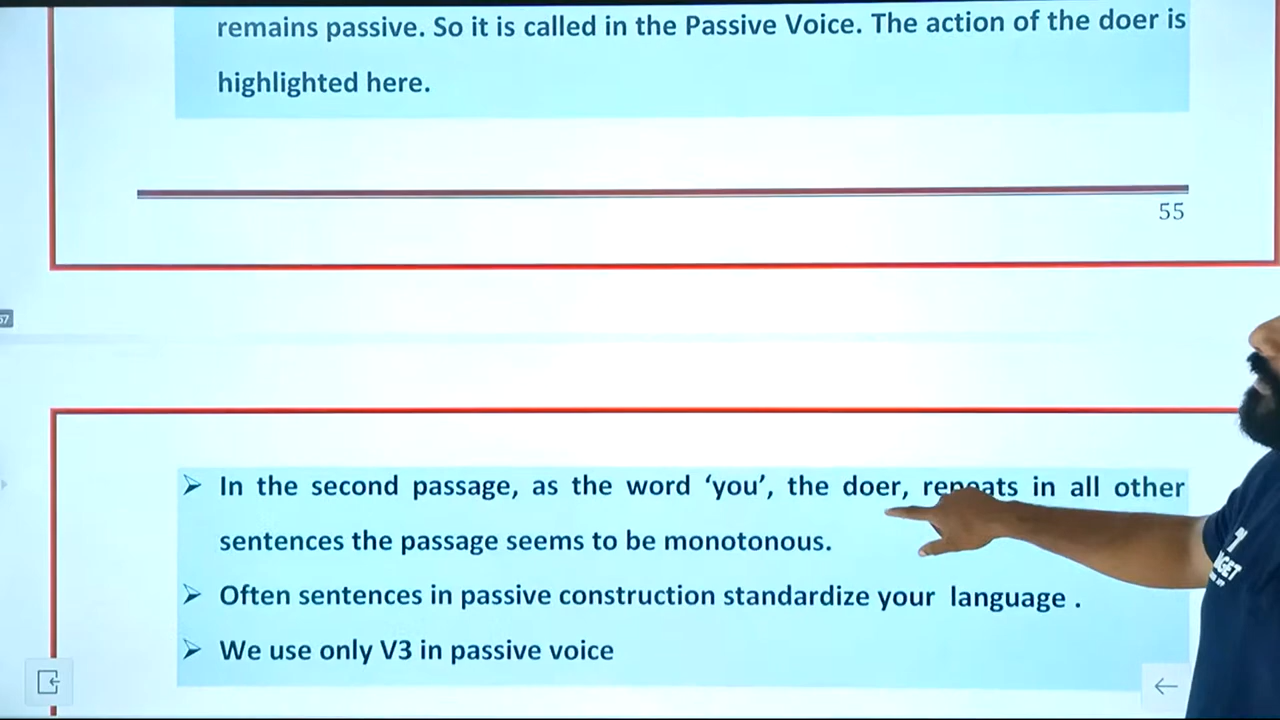 remains passive. So it is called in the Passive Voice. The action of the doer is
highlighted here.
55
57
➢ In the second passage, as the word ‘you’, the doer, repeats in all other
sentences the passage seems to be monotonous.
➢ Often sentences in passive construction standardize your language .
➢ We use only V3 in passive voice